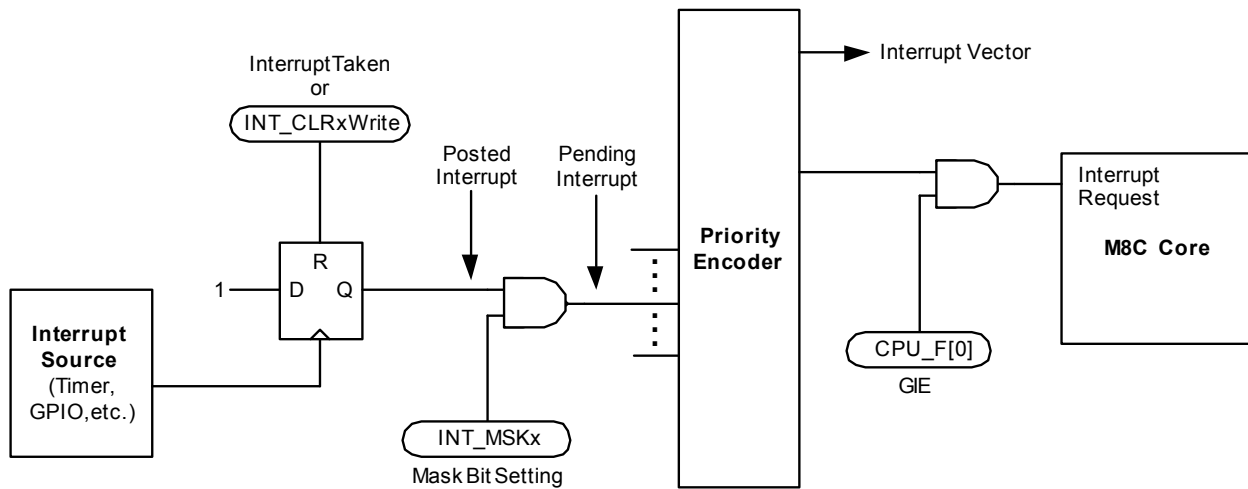 InterruptTaken
or
INT_CLRxWrite
Posted
Interrupt
Pending
Interrupt
Interrupt Vector
Priority
Encoder
Interrupt
Request
M8C Core
R
1
D
Q
Interrupt
Source
(Timer,
GPIO,etc.)
INT_MSKx
Mask Bit Setting
CPU_F[0]
GIE